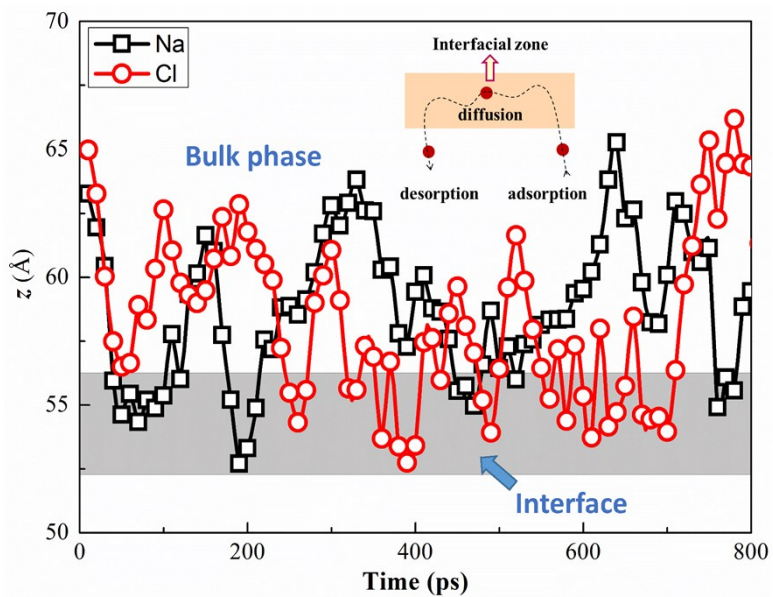 70
65
60
55
50
z (Å)
Na
Cl
Interfacial zone
diffusion
desorption
adsorption
Bulk phase
Interface
0
200
400
600
800
Time (ps)